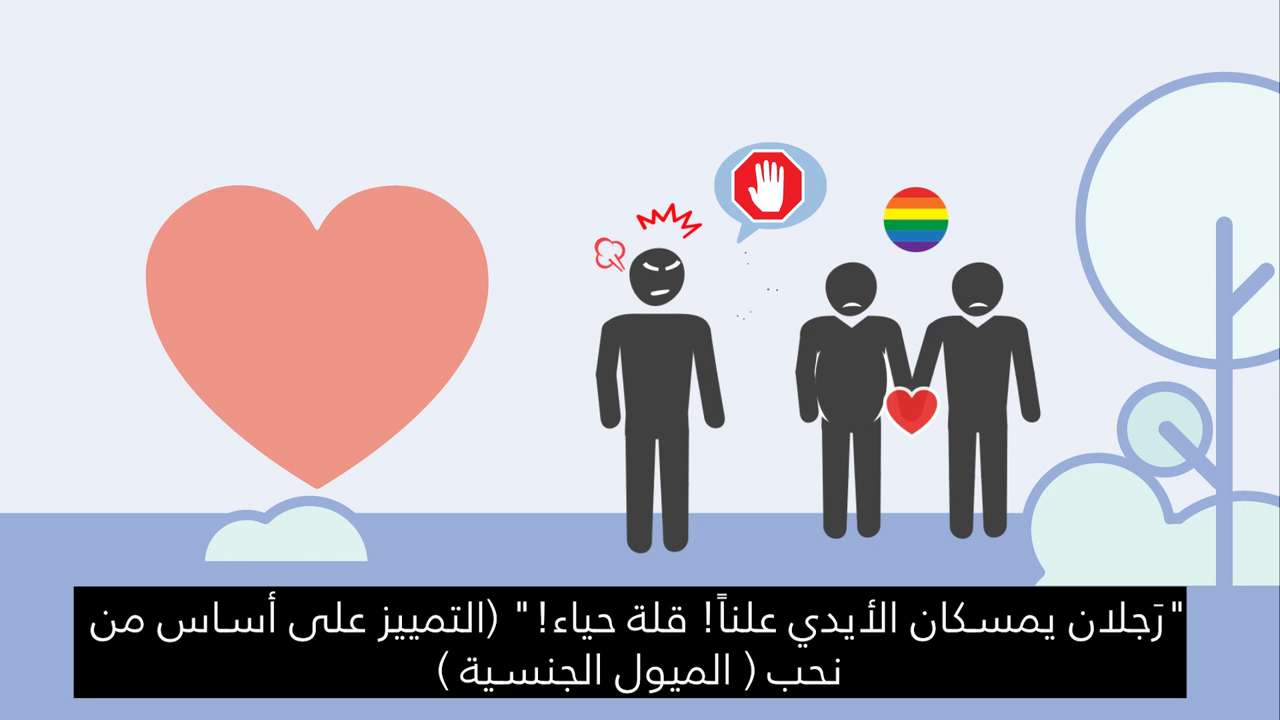 "رَجلان يمسكان الأيدي علناً! قلة حياء!" (التمييز على أساس من
نحب ( الميول الجنسية )